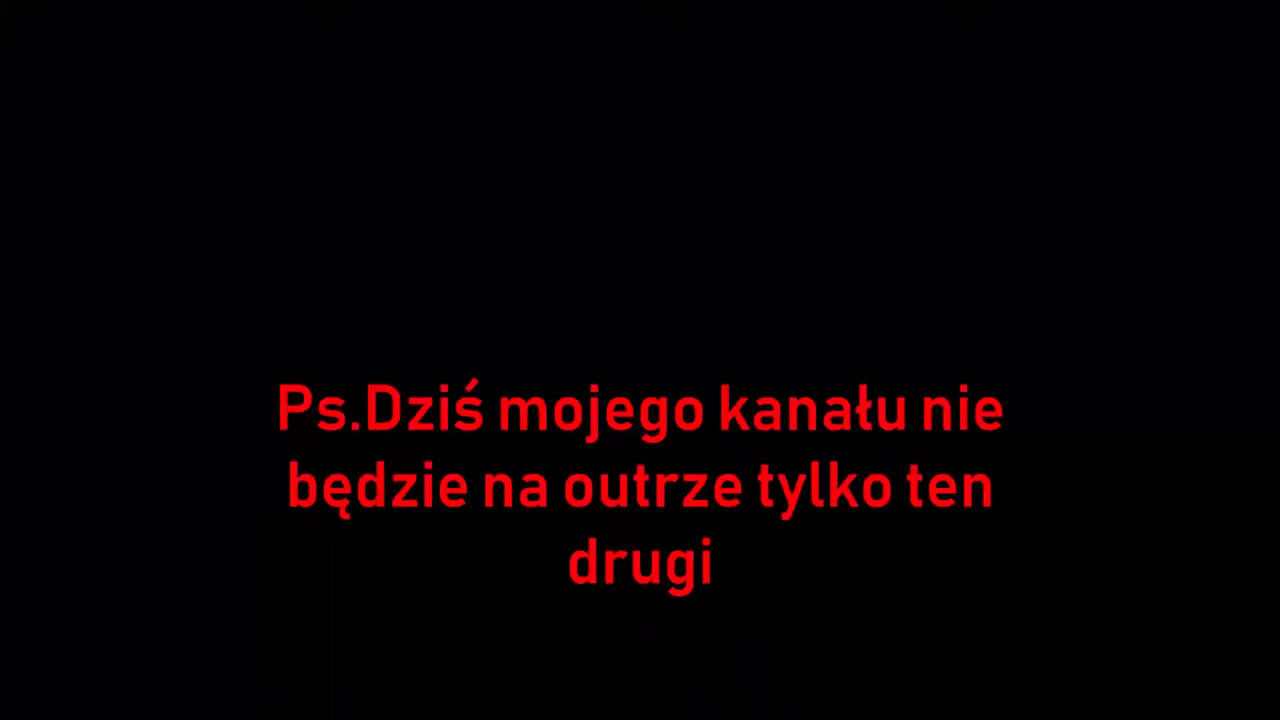 Ps.Dziś mojego kanału nie
będzie na outrze tylko ten
drugi